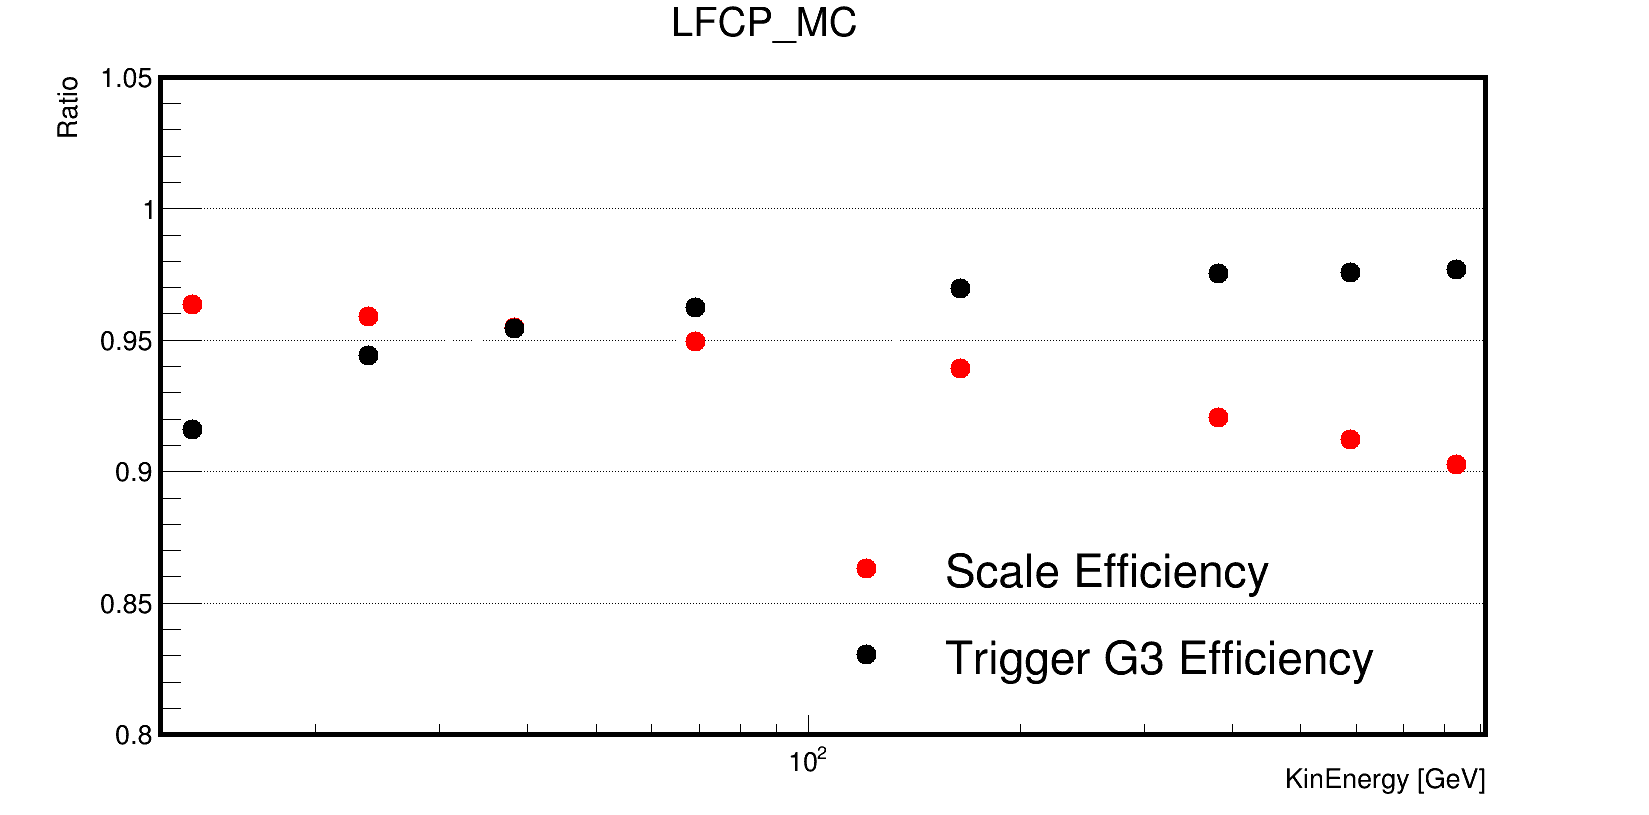 LFCP_MC
Ratio
1.05
1
0.95
0.9
0.85
0.8
Scale Efficiency
Trigger G3 Efficiency
10²
KinEnergy [GeV]